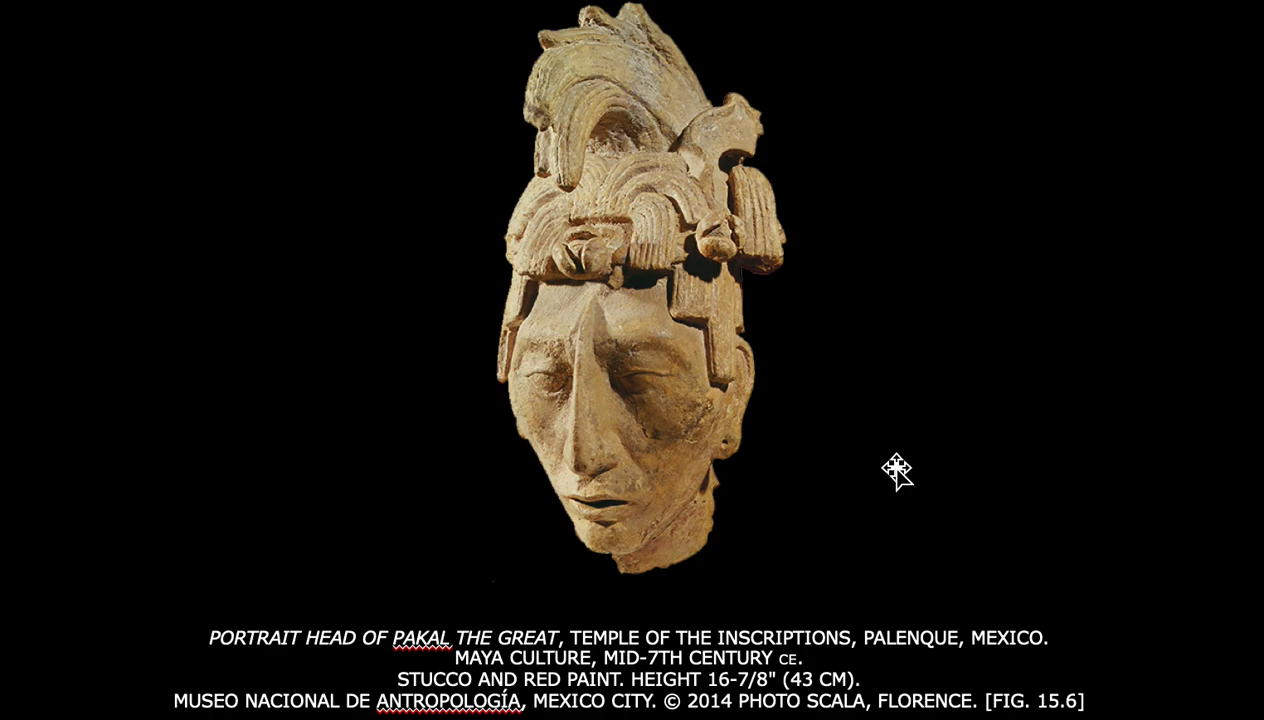 PORTRAIT HEAD OF PAKAL THE GREAT, TEMPLE OF THE INSCRIPTIONS, PALENQUE, MEXICO.
MAYA CULTURE, MID-7TH CENTURY CE.
STUCCO AND RED PAINT. HEIGHT 16-7/8" (43 CM).
MUSEO NACIONAL DE ANTROPOLOGÍA, MEXICO CITY. © 2014 PHOTO SCALA, FLORENCE. [FIG. 15.6]